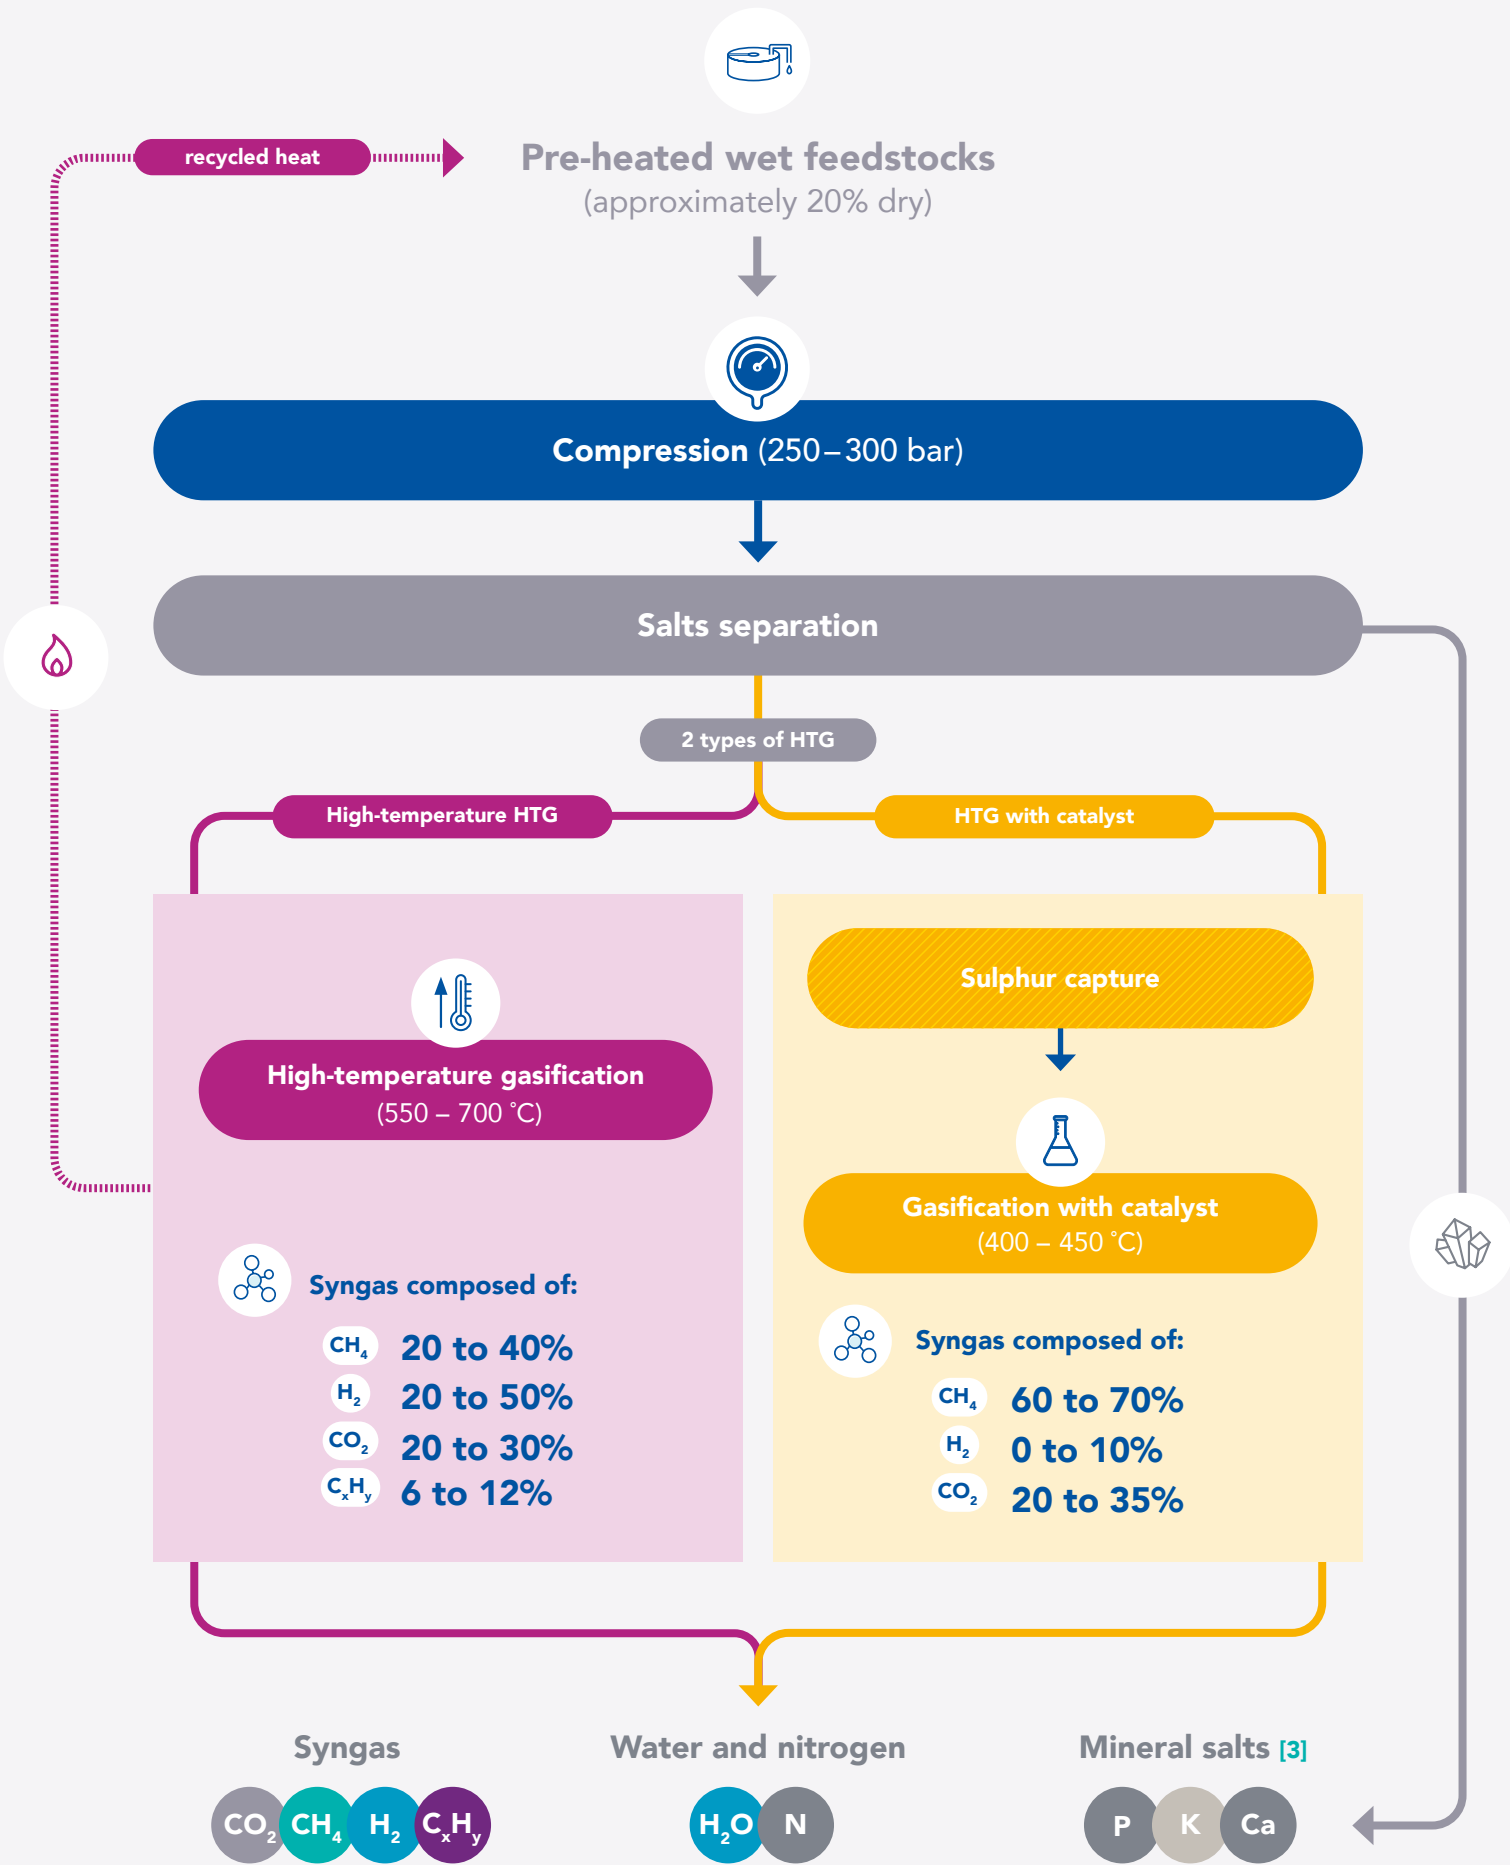 recycled heat
Pre-heated wet feedstocks
(approximately 20% dry)
Compression (250–300 bar)
Salts separation
2 types of HTG
High-temperature HTG
HTG with catalyst
High-temperature gasification
(550 – 700 °C)
Syngas composed of:
CH₄ 20 to 40%
H₂ 20 to 50%
CO₂ 20 to 30%
CₓHᵧ 6 to 12%
Sulphur capture
Gasification with catalyst
(400 – 450 °C)
Syngas composed of:
CH₄ 60 to 70%
H₂ 0 to 10%
CO₂ 20 to 35%
Syngas
CO₂ CH₄ H₂ CₓHᵧ
Water and nitrogen
H₂O N
Mineral salts [3]
P K Ca